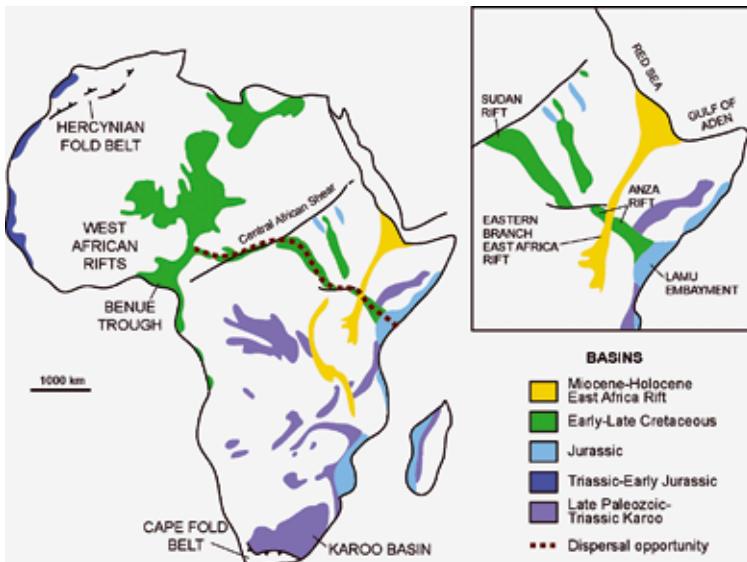 HERCYNIAN
FOLD BELT
WEST
AFRICAN
RIFTS
BENUE
TROUGH
Central African Shear
1000 km
CAPE FOLD
BELT
KAROO BASIN
RED SEA
GULF OF
ADEN
SUDAN
RIFT
ANZA
RIFT
EASTERN
BRANCH
EAST AFRICA
RIFT
LAMU
EMBAYMENT
BASINS
Miocene-Holocene
East Africa Rift
Early-Late Cretaceous
Jurassic
Triassic-Early Jurassic
Late Paleozoic-
Triassic Karoo
Dispersal opportunity